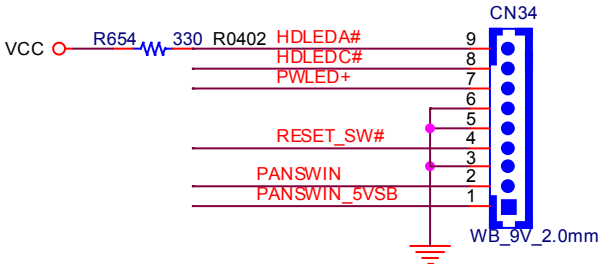 CN34
VCC R654 330 R0402 HDLEDA# 9
HDLEDC# 8
PWLED+ 7
6
5
RESET_SW# 4
3
PANSWIN 2
PANSWIN_5VSB 1
WB_9V_2.0mm